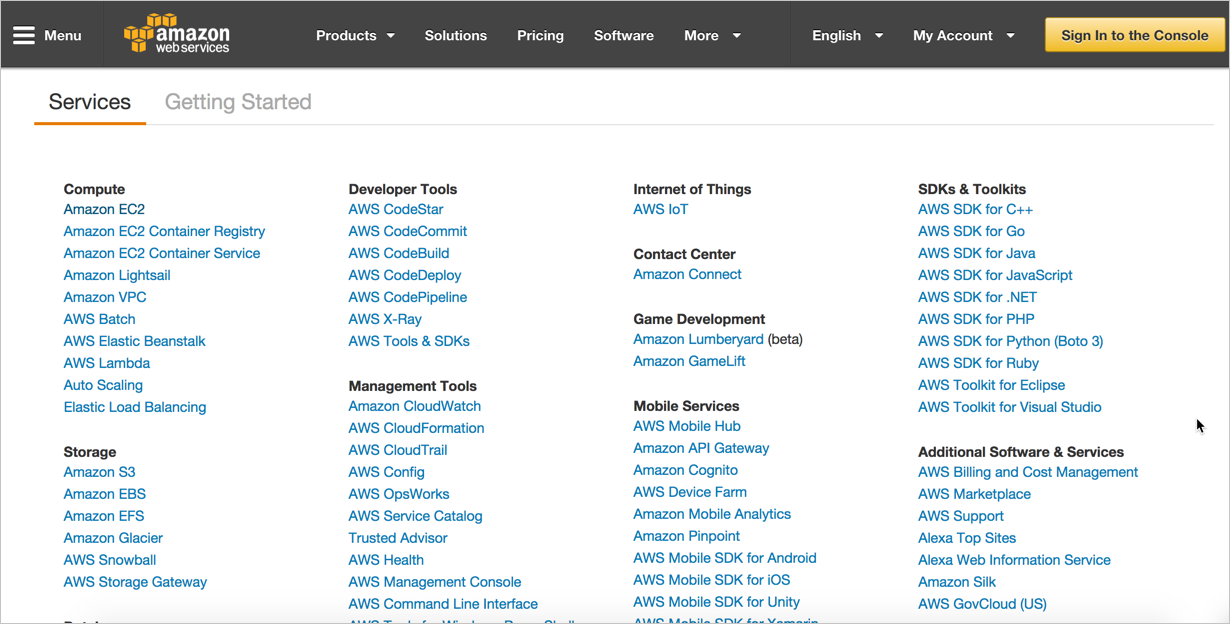 Menu
amazon
web services
Products
Solutions
Pricing
Software
More
English
My Account
Sign In to the Console
Services
Getting Started
Compute
Amazon EC2
Amazon EC2 Container Registry
Amazon EC2 Container Service
Amazon Lightsail
Amazon VPC
AWS Batch
AWS Elastic Beanstalk
AWS Lambda
Auto Scaling
Elastic Load Balancing
Storage
Amazon S3
Amazon EBS
Amazon EFS
Amazon Glacier
AWS Snowball
AWS Storage Gateway
Developer Tools
AWS CodeStar
AWS CodeCommit
AWS CodeBuild
AWS CodeDeploy
AWS CodePipeline
AWS X-Ray
AWS Tools & SDKs
Management Tools
Amazon CloudWatch
AWS CloudFormation
AWS CloudTrail
AWS Config
AWS OpsWorks
AWS Service Catalog
Trusted Advisor
AWS Health
AWS Management Console
AWS Command Line Interface
Internet of Things
AWS IoT
Contact Center
Amazon Connect
Game Development
Amazon Lumberyard (beta)
Amazon GameLift
Mobile Services
AWS Mobile Hub
Amazon API Gateway
Amazon Cognito
AWS Device Farm
Amazon Mobile Analytics
Amazon Pinpoint
AWS Mobile SDK for Android
AWS Mobile SDK for iOS
AWS Mobile SDK for Unity
SDKs & Toolkits
AWS SDK for C++
AWS SDK for Go
AWS SDK for Java
AWS SDK for JavaScript
AWS SDK for .NET
AWS SDK for PHP
AWS SDK for Python (Boto 3)
AWS SDK for Ruby
AWS Toolkit for Eclipse
AWS Toolkit for Visual Studio
Additional Software & Services
AWS Billing and Cost Management
AWS Marketplace
AWS Support
Alexa Top Sites
Alexa Web Information Service
Amazon Silk
AWS GovCloud (US)